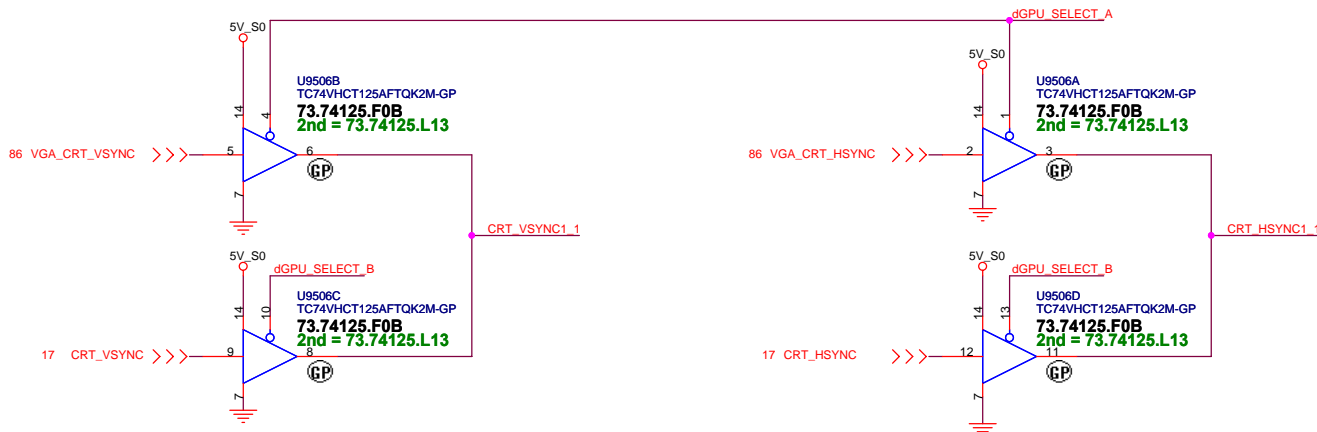 dGPU_SELECT_A
5V_S0
U9506B
TC74VHCT125AFTQK2M-GP
73.74125.F0B
2nd = 73.74125.L13
14
4
86 VGA_CRT_VSYNC
5
6
GP
7
5V_S0
U9506A
TC74VHCT125AFTQK2M-GP
73.74125.F0B
2nd = 73.74125.L13
14
1
86 VGA_CRT_HSYNC
2
3
GP
7
CRT_VSYNC1_1
CRT_HSYNC1_1
5V_S0
dGPU_SELECT_B
U9506C
TC74VHCT125AFTQK2M-GP
73.74125.F0B
2nd = 73.74125.L13
14
10
17 CRT_VSYNC
9
8
GP
7
5V_S0
dGPU_SELECT_B
U9506D
TC74VHCT125AFTQK2M-GP
73.74125.F0B
2nd = 73.74125.L13
14
13
17 CRT_HSYNC
12
11
GP
7